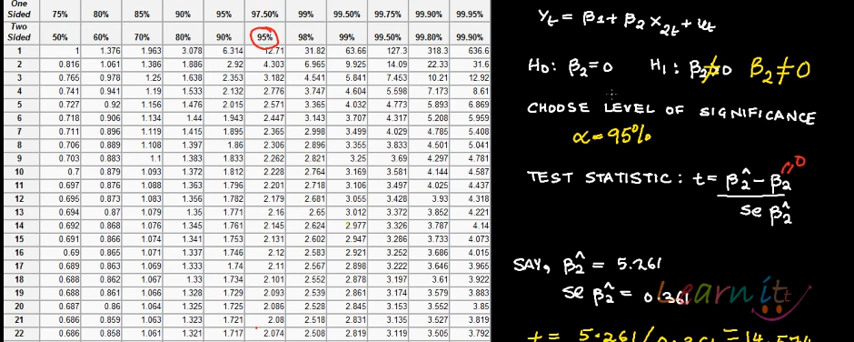 One Sided 75% 80% 85% 90% 95% 97.50% 99% 99.50% 99.75% 99.90% 99.95%
Two Sided 50% 60% 70% 80% 90% 95% 98% 99% 99.50% 99.80% 99.90%
1 1 1.376 1.963 3.078 6.314 12.71 31.82 63.66 127.3 318.3 636.6
2 0.816 1.061 1.386 1.886 2.92 4.303 6.965 9.925 14.09 22.33 31.6
3 0.765 0.978 1.25 1.638 2.353 3.182 4.541 5.841 7.453 10.21 12.92
4 0.741 0.941 1.19 1.533 2.132 2.776 3.747 4.604 5.598 7.173 8.61
5 0.727 0.92 1.156 1.476 2.015 2.571 3.365 4.032 4.773 5.893 6.869
6 0.718 0.906 1.134 1.44 1.943 2.447 3.143 3.707 4.317 5.208 5.959
7 0.711 0.896 1.119 1.415 1.895 2.365 2.998 3.499 4.029 4.785 5.408
8 0.706 0.889 1.108 1.397 1.86 2.306 2.896 3.355 3.833 4.501 5.041
9 0.703 0.883 1.1 1.383 1.833 2.262 2.821 3.25 3.69 4.297 4.781
10 0.7 0.879 1.093 1.372 1.812 2.228 2.764 3.169 3.581 4.144 4.587
11 0.697 0.876 1.088 1.363 1.796 2.201 2.718 3.106 3.497 4.025 4.437
12 0.695 0.873 1.083 1.356 1.782 2.179 2.681 3.055 3.428 3.93 4.318
13 0.694 0.87 1.079 1.35 1.771 2.16 2.65 3.012 3.372 3.852 4.221
14 0.692 0.868 1.076 1.345 1.761 2.145 2.624 2.977 3.326 3.787 4.14
15 0.691 0.866 1.074 1.341 1.753 2.131 2.602 2.947 3.286 3.733 4.073
16 0.69 0.865 1.071 1.337 1.746 2.12 2.583 2.921 3.252 3.686 4.015
17 0.689 0.863 1.069 1.333 1.74 2.11 2.567 2.898 3.222 3.646 3.965
18 0.688 0.862 1.067 1.33 1.734 2.101 2.552 2.878 3.197 3.61 3.922
19 0.688 0.861 1.066 1.328 1.729 2.093 2.539 2.861 3.174 3.579 3.883
20 0.687 0.86 1.064 1.325 1.725 2.086 2.528 2.845 3.153 3.552 3.85
21 0.686 0.859 1.063 1.323 1.721 2.08 2.518 2.831 3.135 3.527 3.819
22 0.686 0.858 1.061 1.321 1.717 2.074 2.508 2.819 3.119 3.505 3.792
Yt = β1 + β2 X2t + ut
H0: β2 = 0 H1: β2 ≠ 0 β2 ≠ 0
CHOOSE LEVEL OF SIGNIFICANCE
α = 95%
TEST STATISTIC: t = β̂2 − β2 0
se β̂2
SAY, β̂2 = 5.261
se β̂2 = 0.361
Learnitt
t = 5.261/0.361 = 14.574